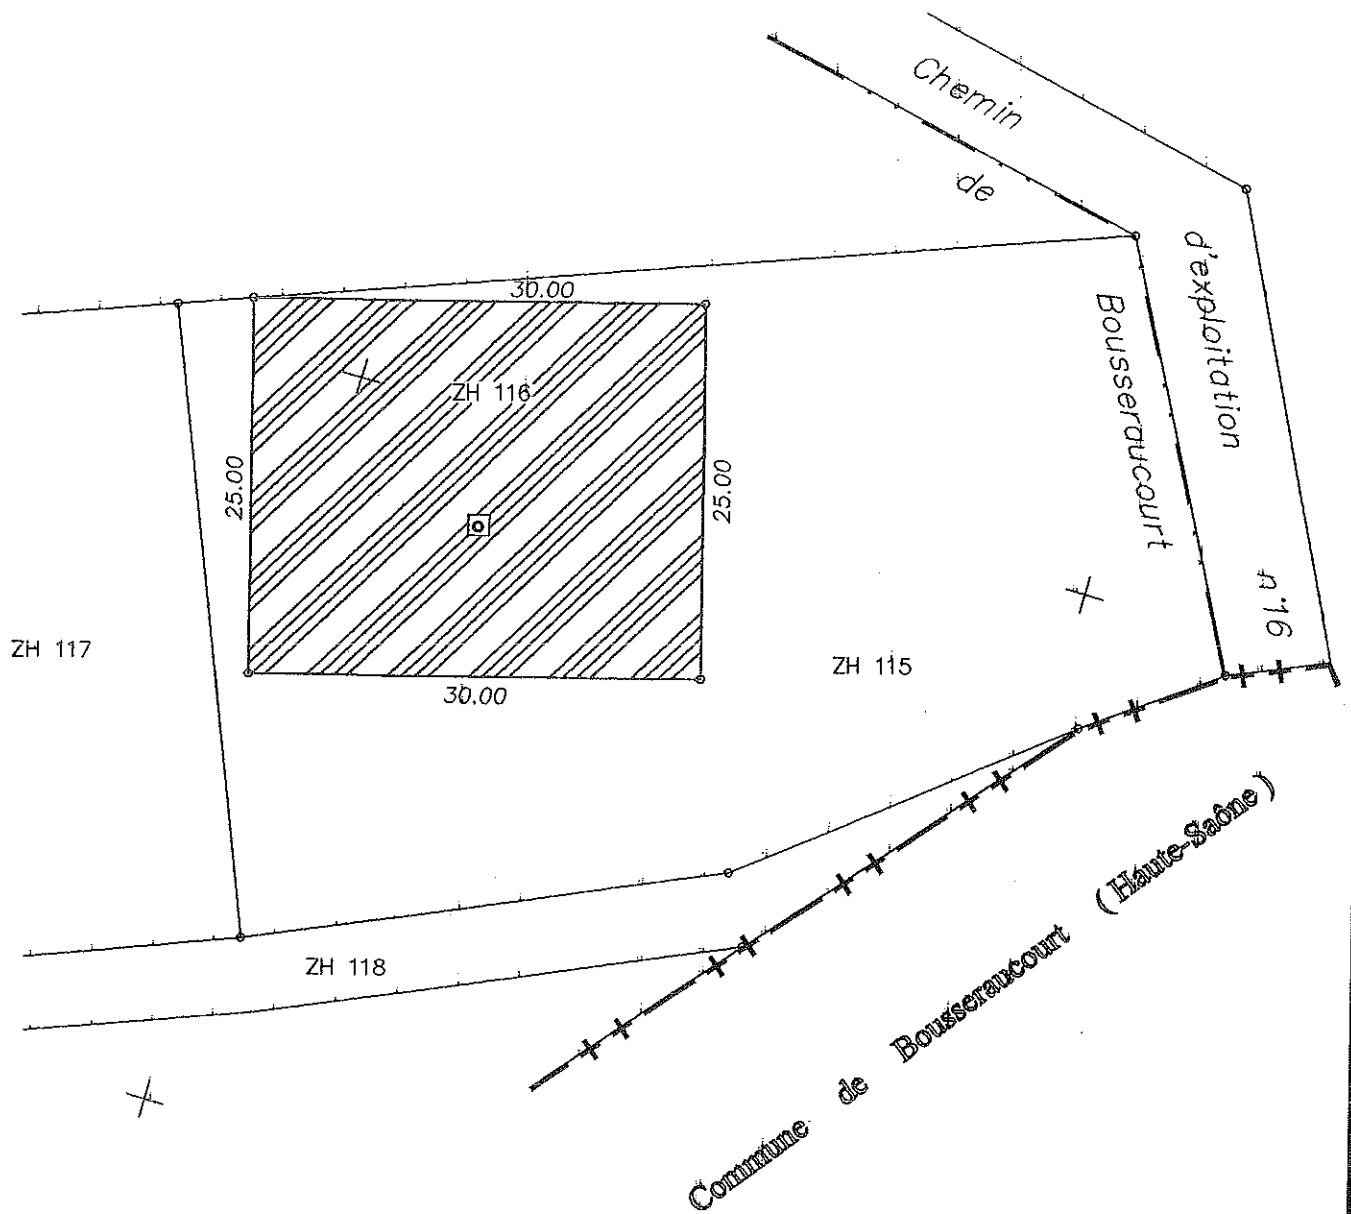 Chemin
de
d'exploitation
Bousseraucourt
n°16
30.00
ZH 116
25.00
25.00
30.00
ZH 117
ZH 115
ZH 118
Commune de Bousseraucourt (Haute-Saône)